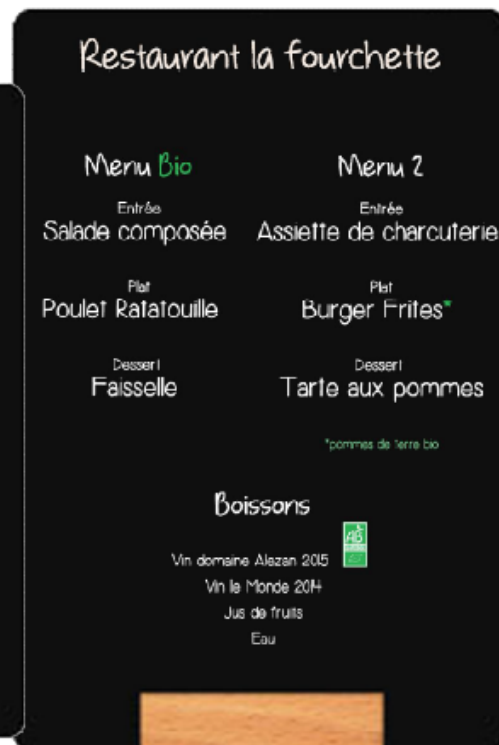 Restaurant la fourchette
Menu Bio
Entrée
Salade composée
Plat
Poulet Ratatouille
Dessert
Faisselle
Menu 2
Entrée
Assiette de charcuterie
Plat
Burger Frites*
Dessert
Tarte aux pommes
*pommes de terre bio
Boissons
Vin domaine Alezan 2015
AB
Vin le Monde 2014
Jus de fruits
Eau